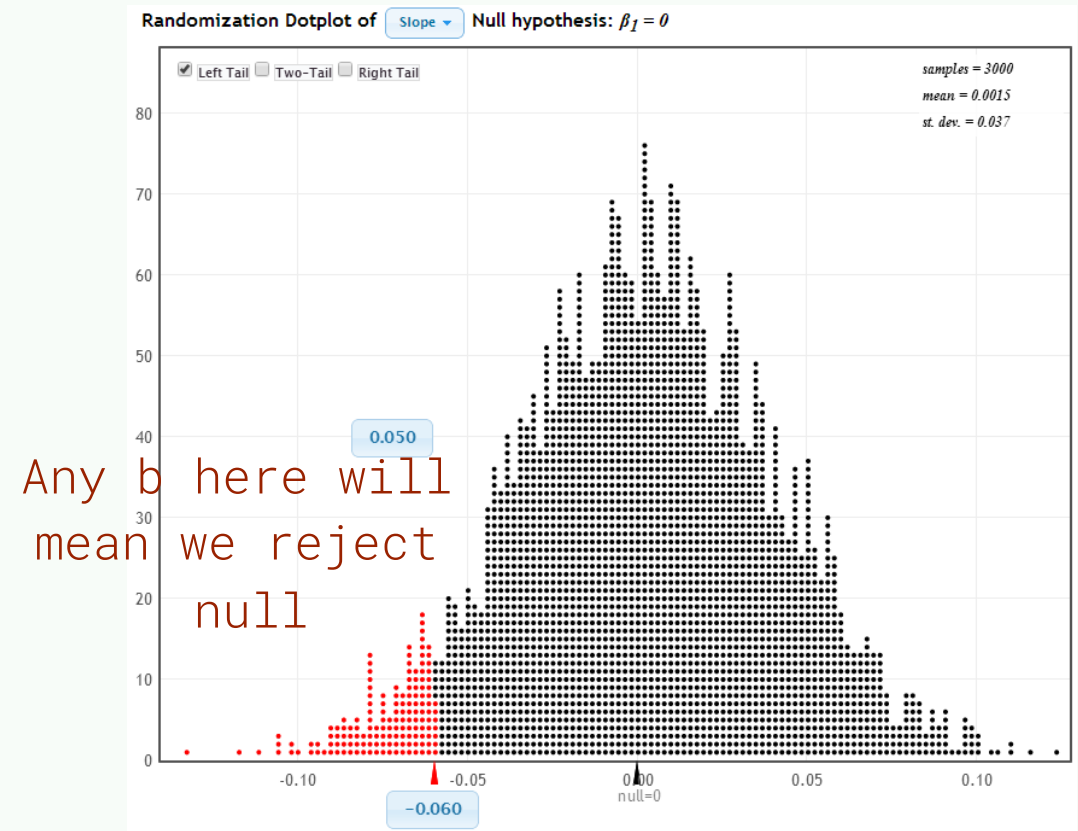 Randomization Dotplot of Slope Null hypothesis: β1 = 0
Left Tail Two-Tail Right Tail
samples = 3000
mean = 0.0015
st. dev. = 0.037
80
70
60
50
40
0.050
Any b here will
30
mean we reject
null
20
10
0
-0.10 -0.05 0.00 0.05 0.10
null=0
-0.060